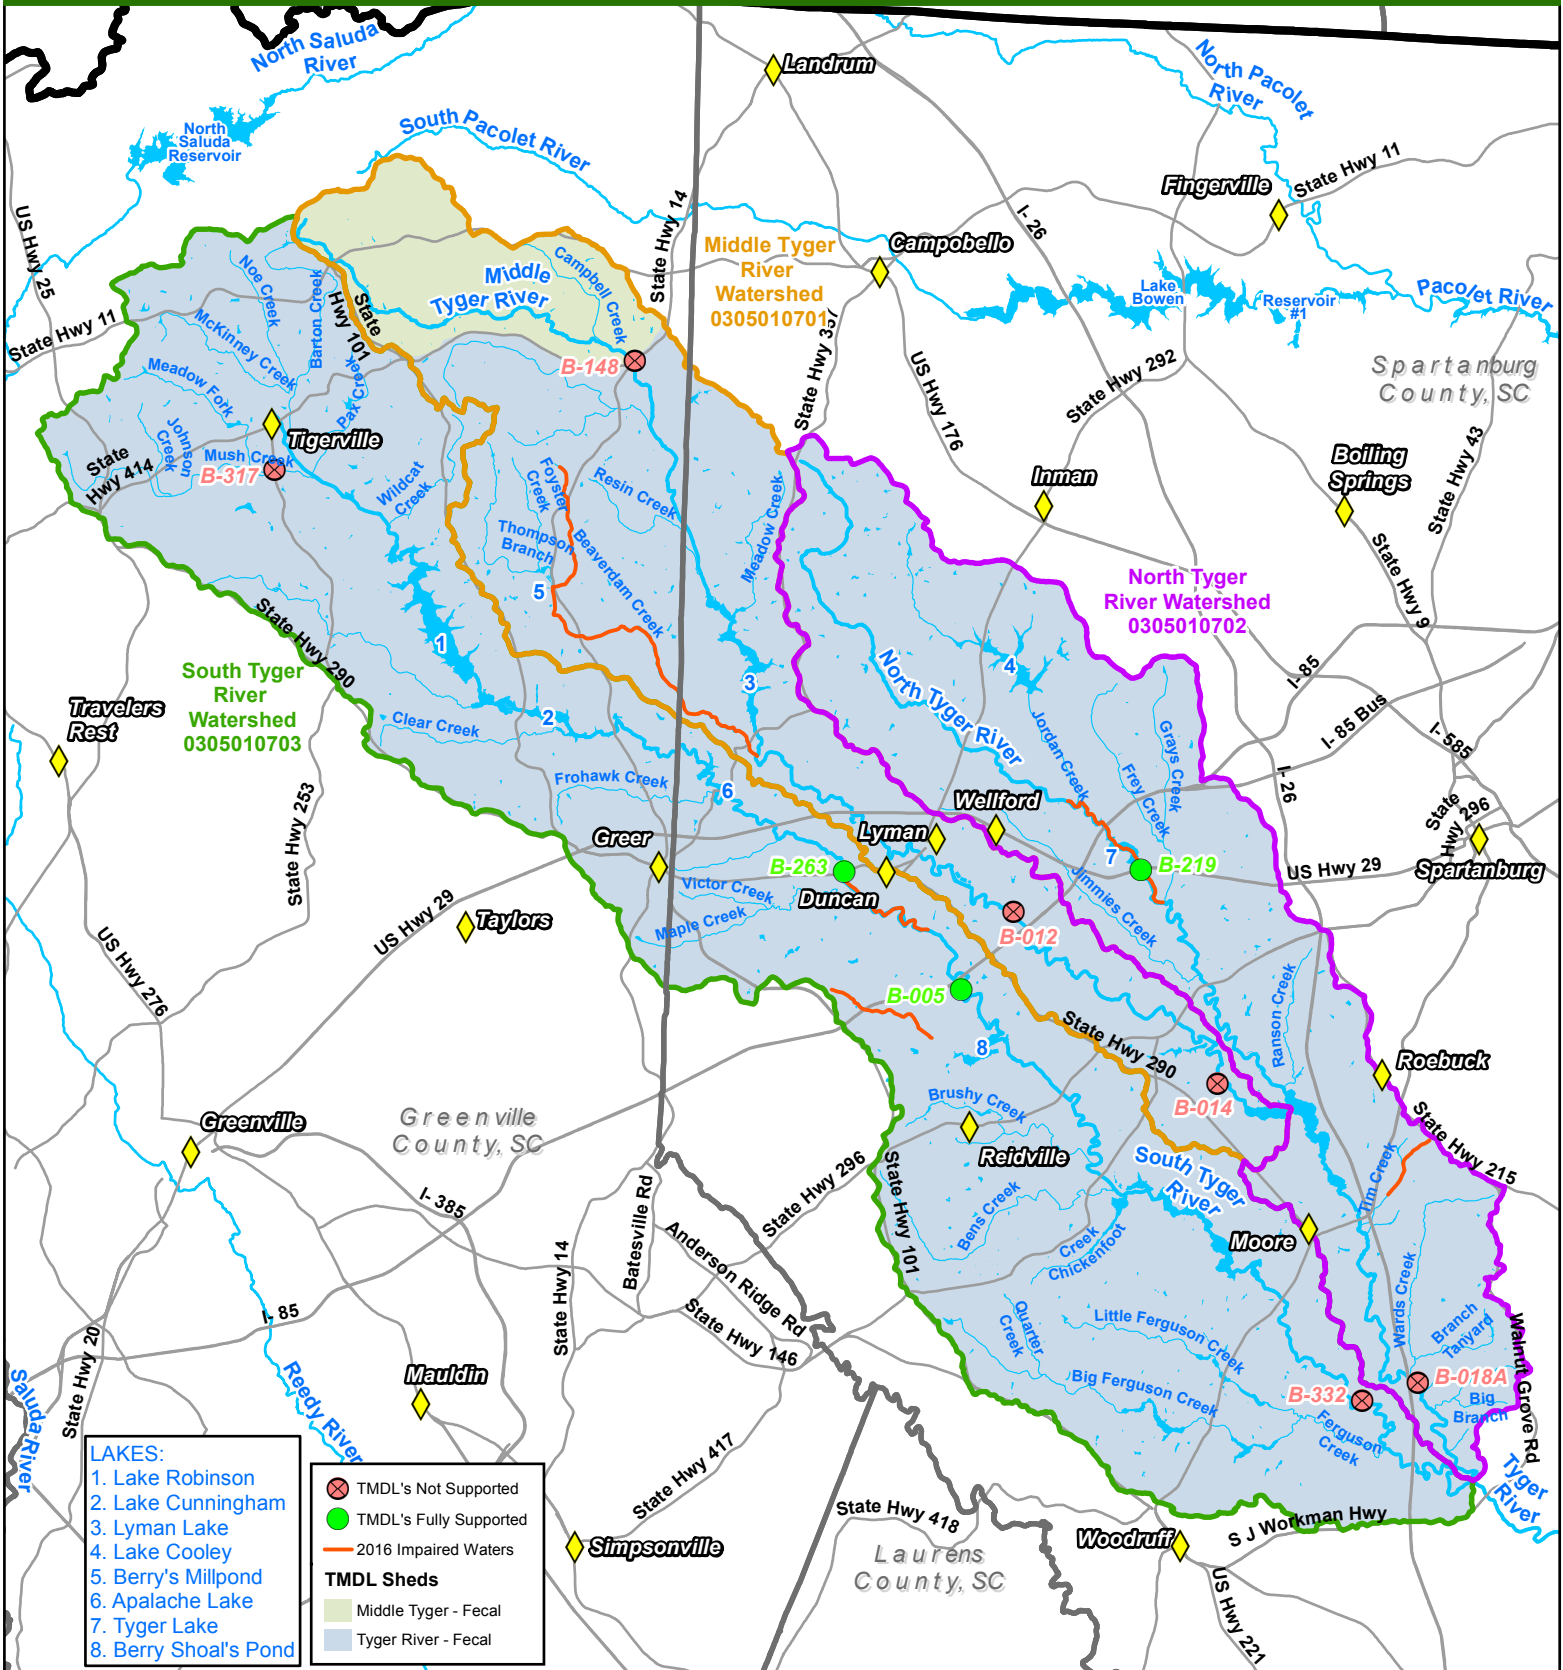 North Saluda
River
Landrum
North Pacolet
River
North
Saluda
Reservoir
South Pacolet River
State Hwy 11
Fingerville
US Hwy 25
State Hwy 14
I- 26
Campobello
Middle Tyger
River
Watershed
0305010701
Noe Creek
Barton Creek
State
Hwy 101
Middle
Tyger River
Campbell Creek
Lake
Bowen
Reservoir
#1
Pacolet River
State Hwy 11
McKinney Creek
State Hwy 357
US Hwy 176
State Hwy 292
Spartanburg
County, SC
Meadow Fork
Pax Creek
B-148
Johnson
Creek
Tigerville
State
Hwy 414
Mush Creek
B-317
Wildcat
Creek
Foyster
Creek
Resin Creek
Meadow Creek
Inman
Boiling
Springs
State Hwy 43
Thompson
Branch
Beaverdam Creek
5
State Hwy 9
North Tyger
River Watershed
0305010702
State Hwy 290
1
South Tyger
River
Watershed
0305010703
3
4
North Tyger River
I- 85
Travelers
Rest
2
Clear Creek
Jordan Creek
Grays Creek
I- 85 Bus
I- 585
Frohawk Creek
6
Frey Creek
I- 26
State
Hwy 296
State Hwy 253
Wellford
Greer
Lyman
B-263
7
B-219
US Hwy 29
Spartanburg
Victor Creek
Duncan
Jimmies Creek
Maple Creek
US Hwy 29
Taylors
B-012
US Hwy 276
B-005
Ranson Creek
State Hwy 290
8
Roebuck
Brushy Creek
B-014
Greenville
Greenville
County, SC
State Hwy 215
Reidville
State Hwy 296
State Hwy 101
South Tyger
River
Tim Creek
I- 385
Batesville Rd
Bens Creek
Creek
Chickenfoot
Moore
Anderson Ridge Rd
State Hwy 14
State Hwy 146
I- 85
Quarter
Creek
Little Ferguson Creek
Wards Creek
Branch
Tanyard
Walnut Grove Rd
State Hwy 20
Saluda River
Reedy River
Mauldin
Big Ferguson Creek
B-332
B-018A
Big
Branch
Ferguson
Creek
State Hwy 417
Tyger
River
State Hwy 418
S J Workman Hwy
Woodruff
Simpsonville
Laurens
County, SC
US Hwy 221
LAKES:
1. Lake Robinson
2. Lake Cunningham
3. Lyman Lake
4. Lake Cooley
5. Berry's Millpond
6. Apalache Lake
7. Tyger Lake
8. Berry Shoal's Pond
TMDL's Not Supported
TMDL's Fully Supported
2016 Impaired Waters
TMDL Sheds
Middle Tyger - Fecal
Tyger River - Fecal